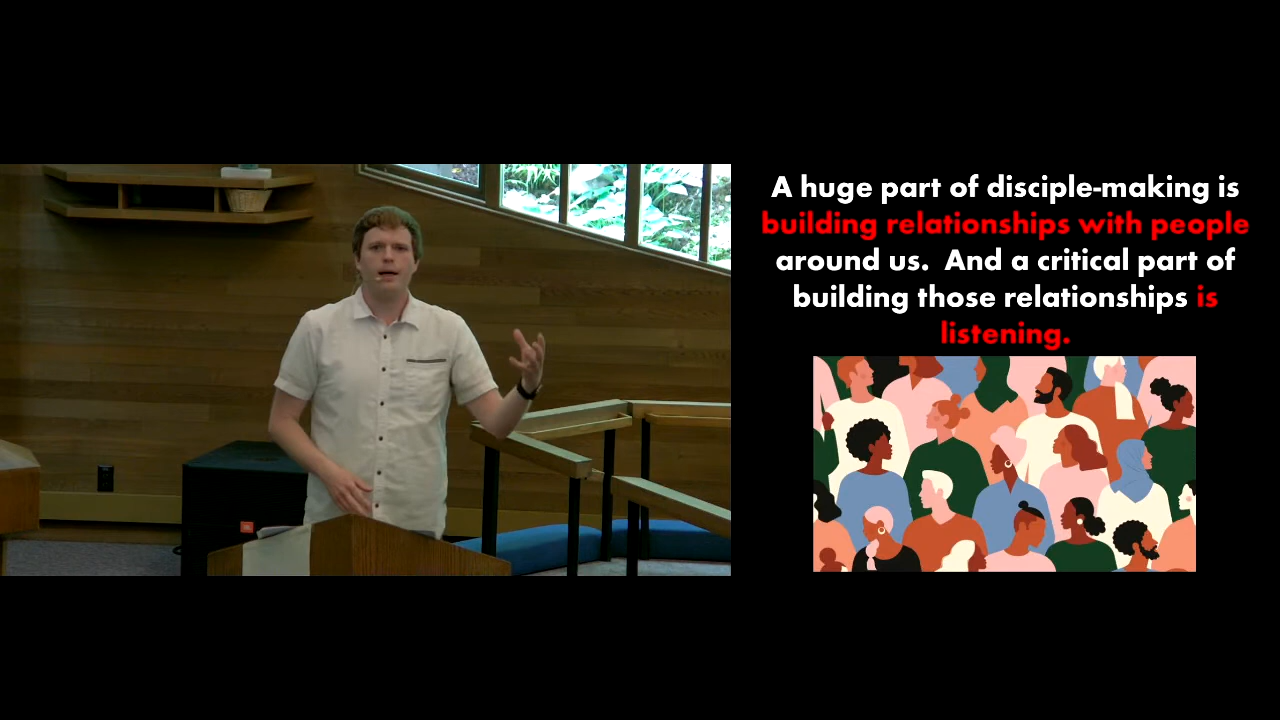 A huge part of disciple-making is
building relationships with people
around us.  And a critical part of
building those relationships is
listening.